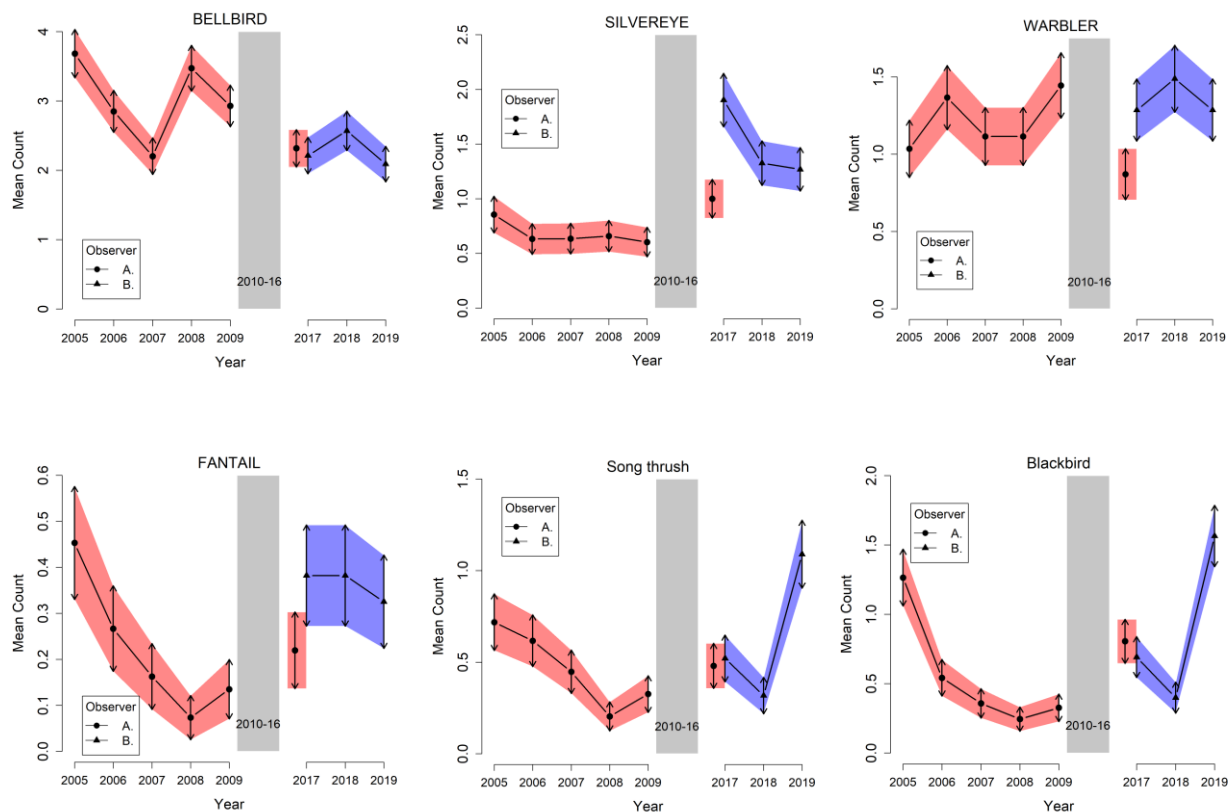 BELLBIRD
Mean Count
4
3
2
1
0
Observer
A.
B.
2010-16
2005 2006 2007 2008 2009 2017 2018 2019
Year
SILVEREYE
Mean Count
2.5
2.0
1.5
1.0
0.5
0.0
Observer
A.
B.
2010-16
2005 2006 2007 2008 2009 2017 2018 2019
Year
WARBLER
Mean Count
1.5
1.0
0.5
0.0
Observer
A.
B.
2010-16
2005 2006 2007 2008 2009 2017 2018 2019
Year
FANTAIL
Mean Count
0.6
0.5
0.4
0.3
0.2
0.1
0.0
Observer
A.
B.
2010-16
2005 2006 2007 2008 2009 2017 2018 2019
Year
Song thrush
Mean Count
1.5
1.0
0.5
0.0
Observer
A.
B.
2010-16
2005 2006 2007 2008 2009 2017 2018 2019
Year
Blackbird
Mean Count
2.0
1.5
1.0
0.5
0.0
Observer
A.
B.
2010-16
2005 2006 2007 2008 2009 2017 2018 2019
Year